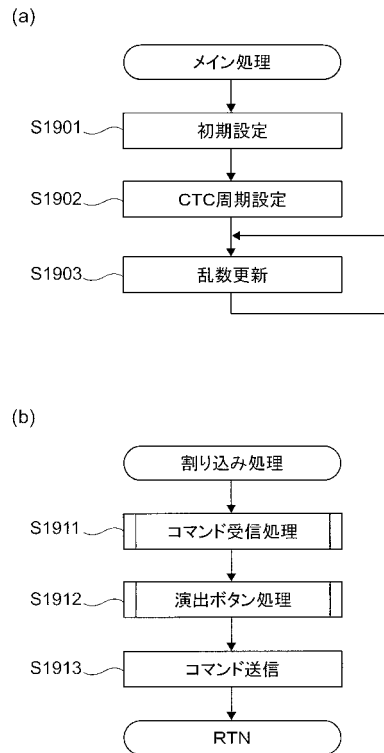 (a)
メイン処理
S1901
初期設定
S1902
CTC周期設定
S1903
乱数更新
(b)
割り込み処理
S1911
コマンド受信処理
S1912
演出ボタン処理
S1913
コマンド送信
RTN